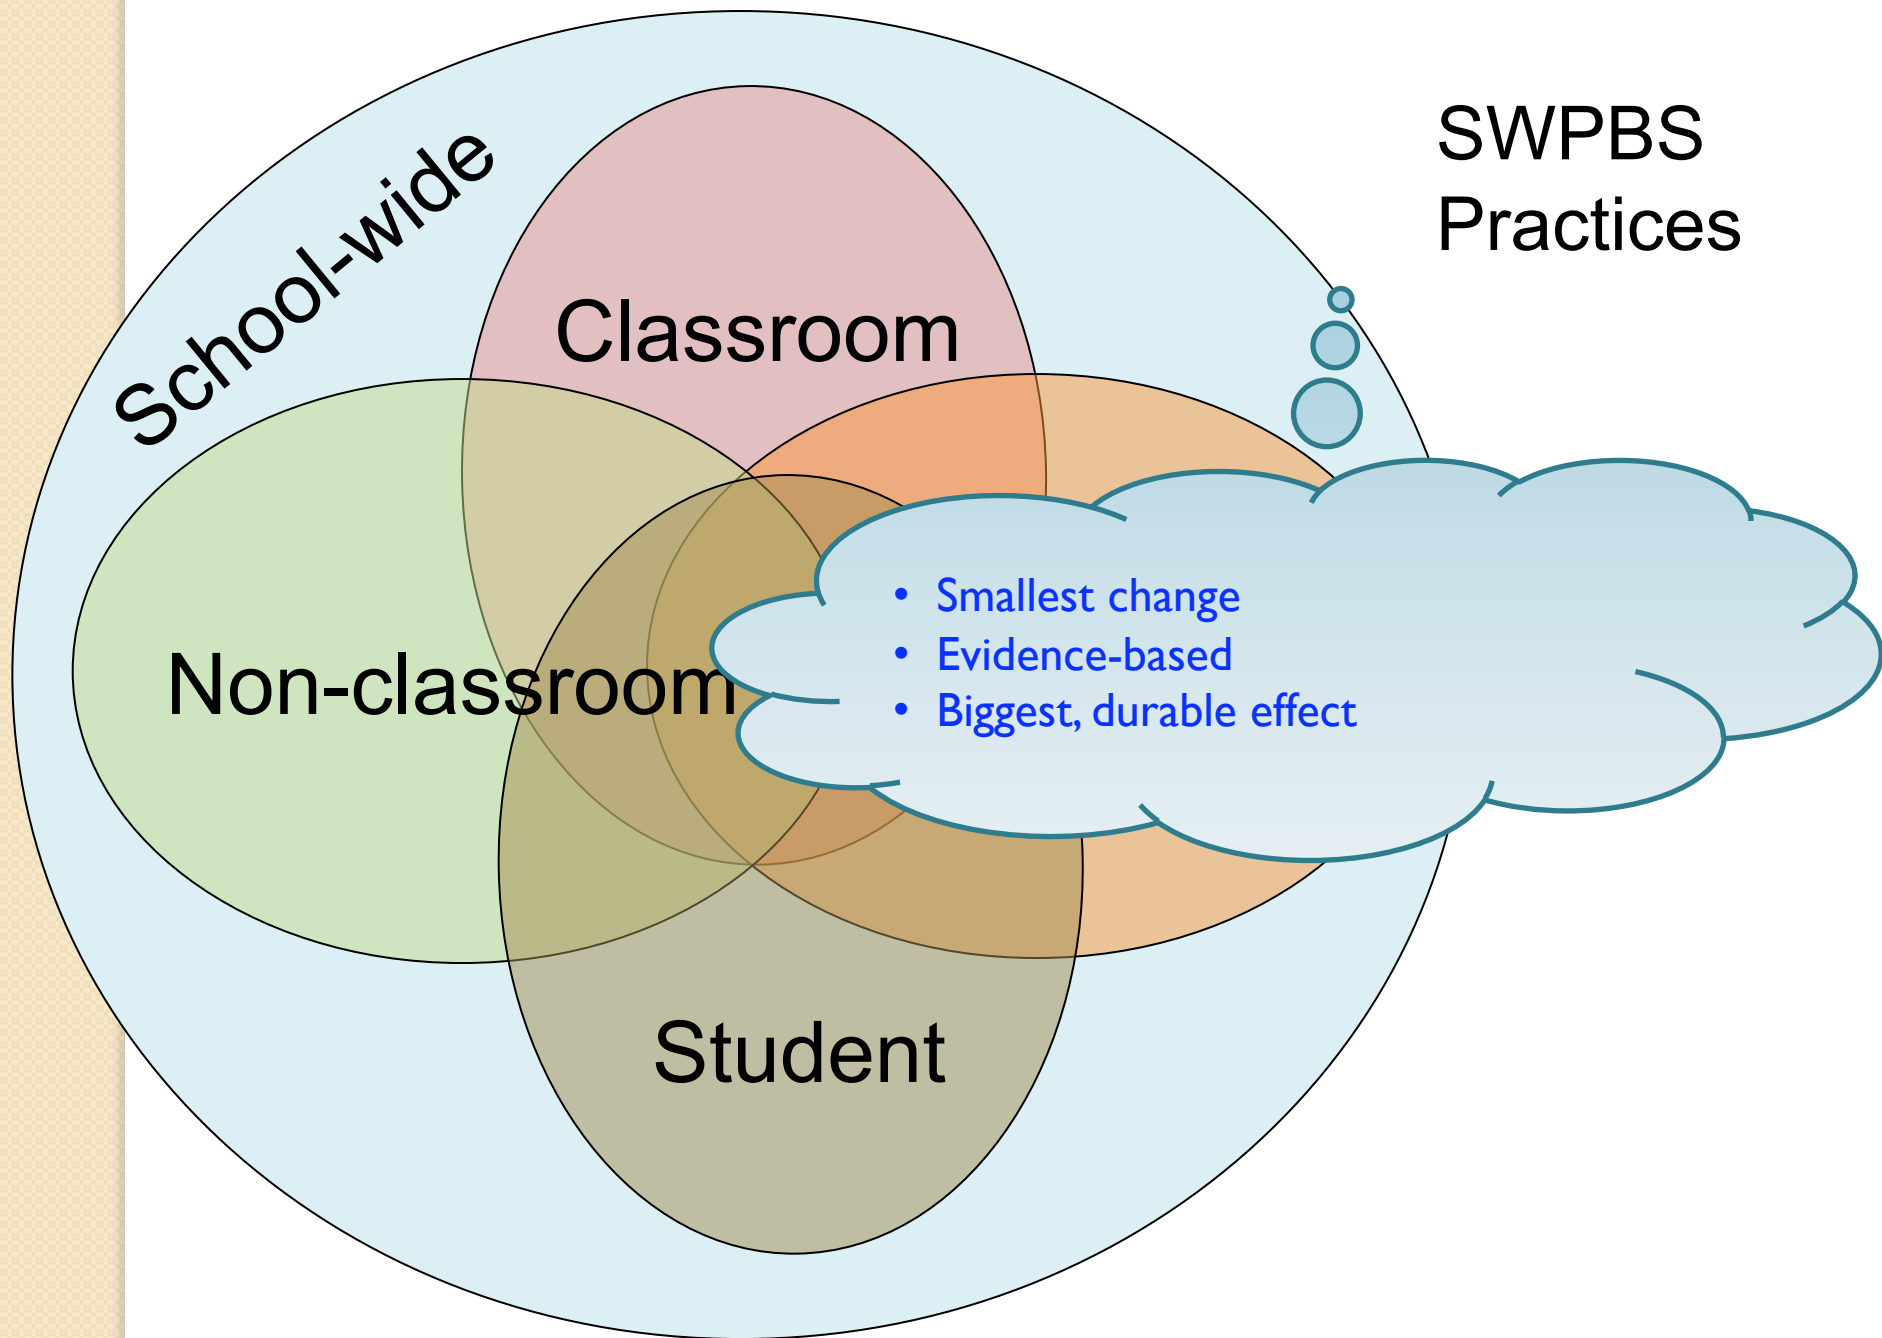 SWPBS
Practices
School-wide
Classroom
Non-classroom
• Smallest change
• Evidence-based
• Biggest, durable effect
Student